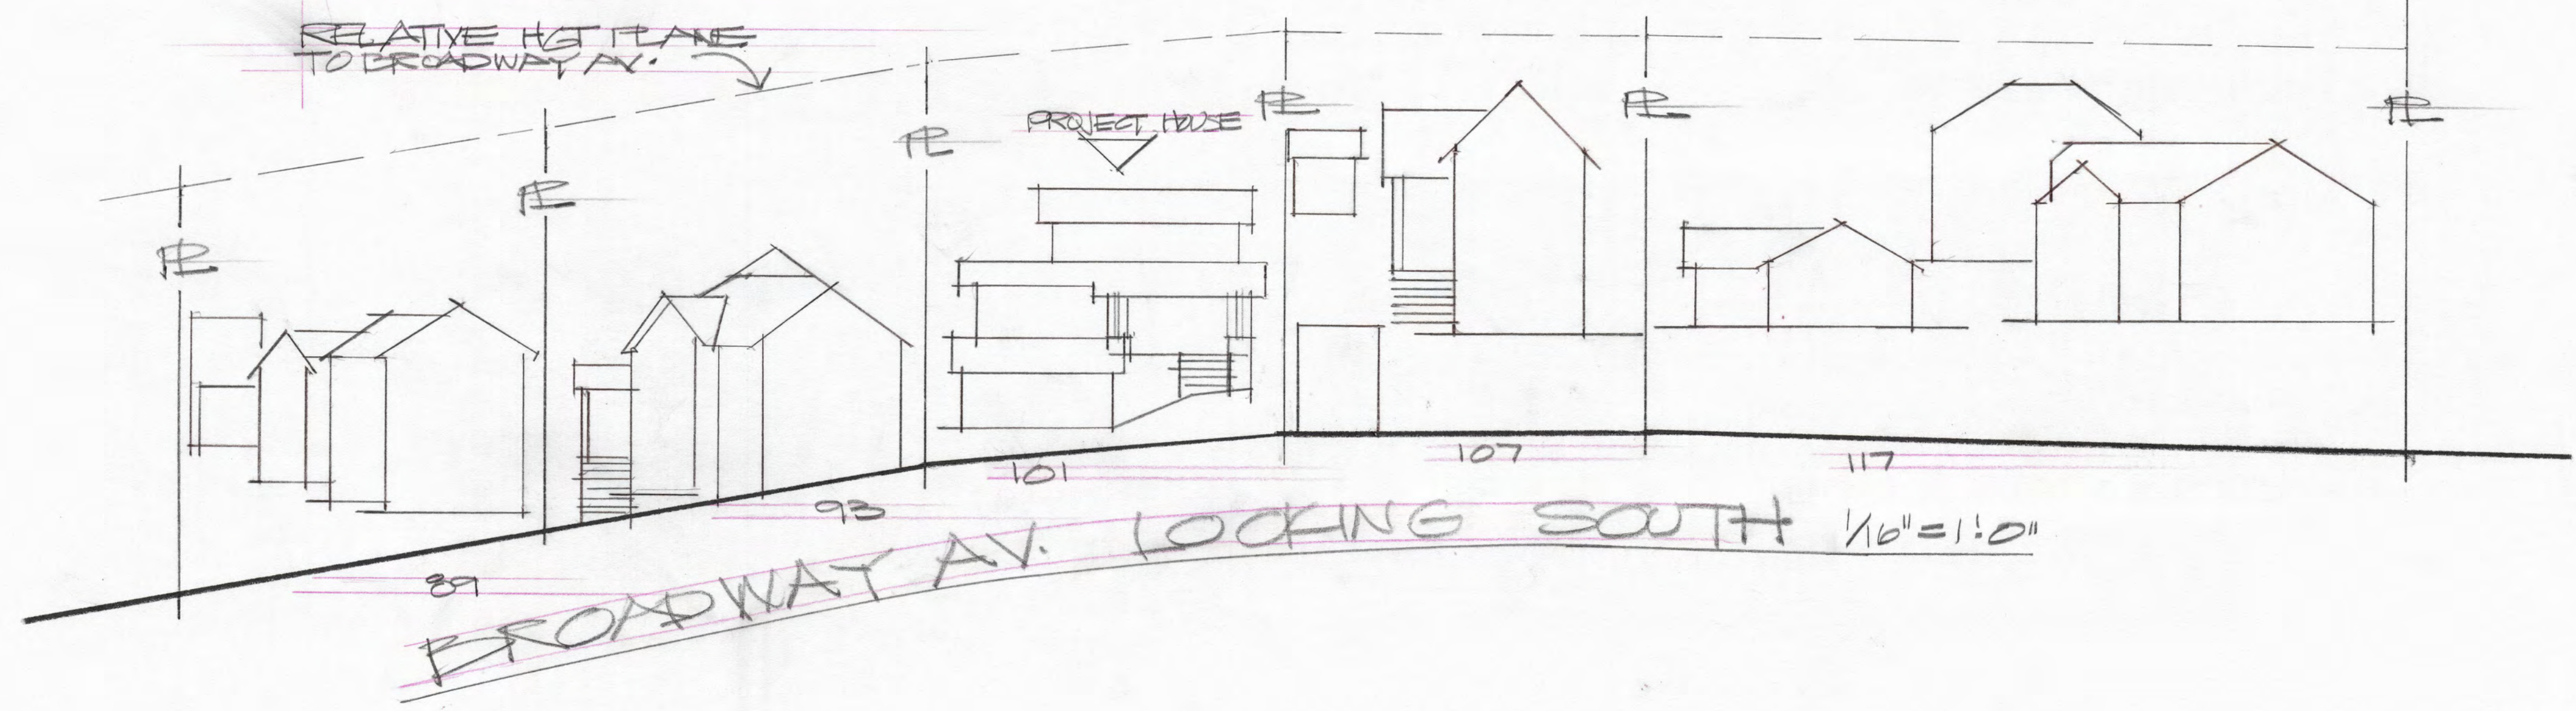 RELATIVE HGT PLANE
TO BROADWAY AV.
PL
PL
PL
PROJECT HOUSE
PL
PL
PL
89
93
101
107
117
BROADWAY AV. LOOKING SOUTH 1/16"=1'.0"